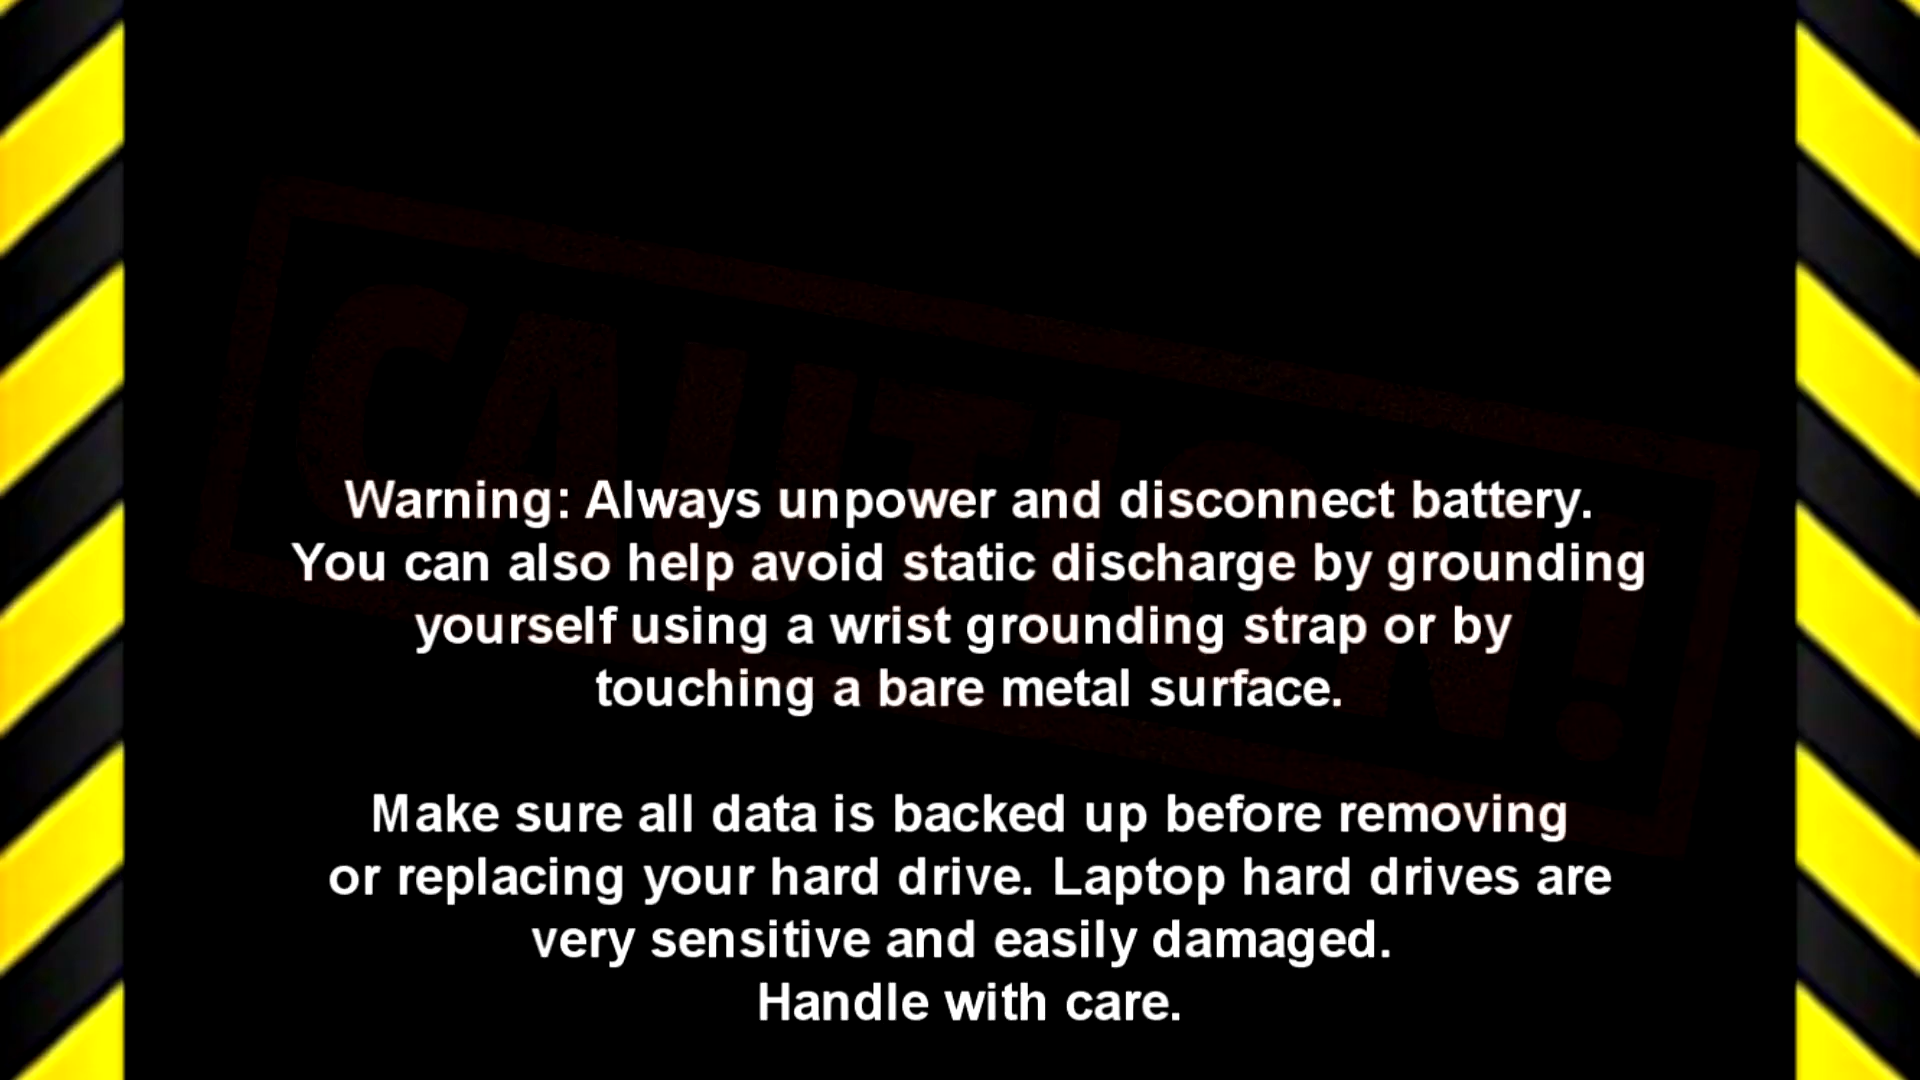 CAUTION!
Warning: Always unpower and disconnect battery.
You can also help avoid static discharge by grounding
yourself using a wrist grounding strap or by
touching a bare metal surface.
Make sure all data is backed up before removing
or replacing your hard drive. Laptop hard drives are
very sensitive and easily damaged.
Handle with care.